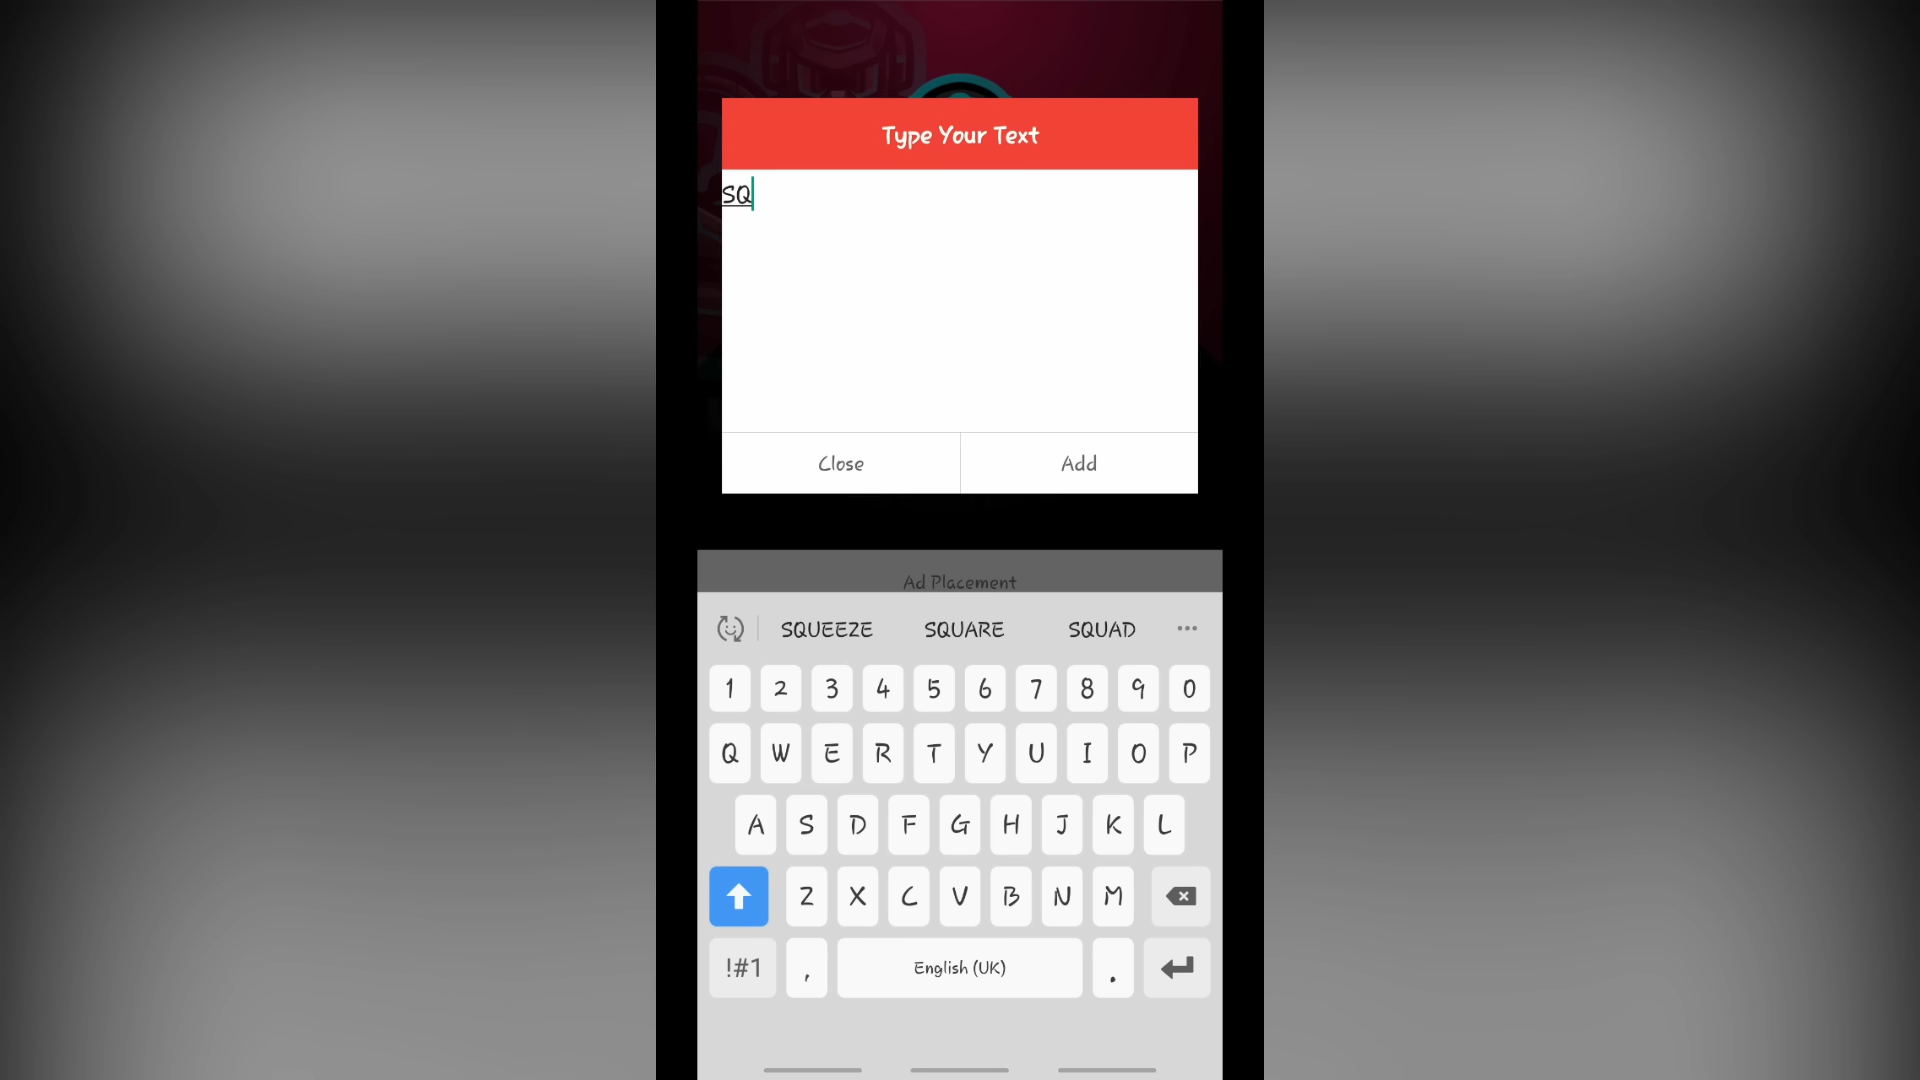 Type Your Text
SQ
Close Add
Ad Placement
SQUEEZE SQUARE SQUAD
1 2 3 4 5 6 7 8 9 0
Q W E R T Y U I O P
A S D F G H J K L
Z X C V B N M
!#1 , English (UK) .